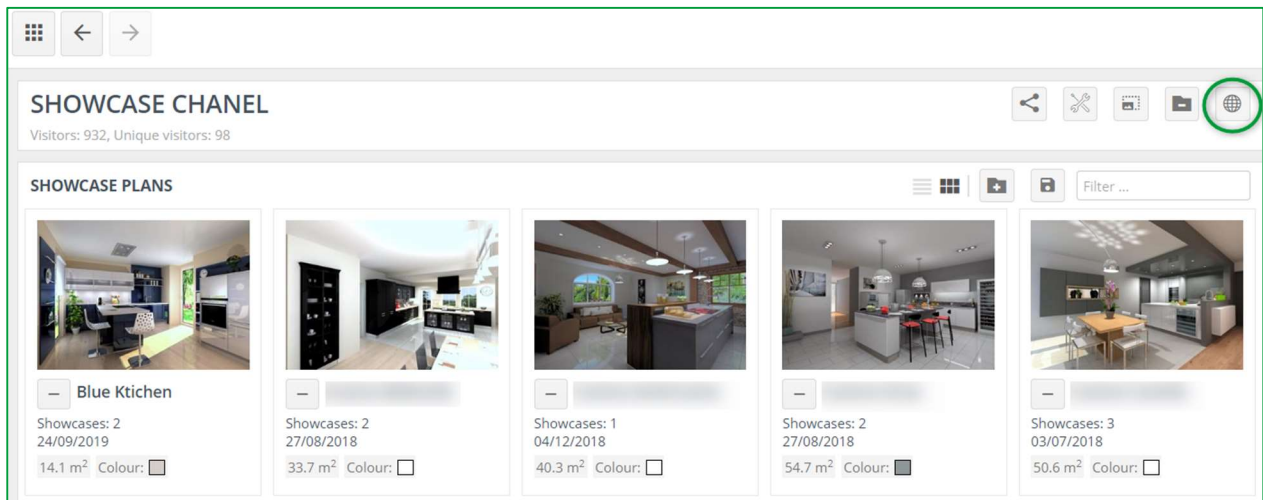 SHOWCASE CHANEL
Visitors: 932, Unique visitors: 98
SHOWCASE PLANS
Filter ...
Blue Ktichen
Showcases: 2
24/09/2019
14.1 m² Colour:
Showcases: 2
27/08/2018
33.7 m² Colour:
Showcases: 1
04/12/2018
40.3 m² Colour:
Showcases: 2
27/08/2018
54.7 m² Colour:
Showcases: 3
03/07/2018
50.6 m² Colour: